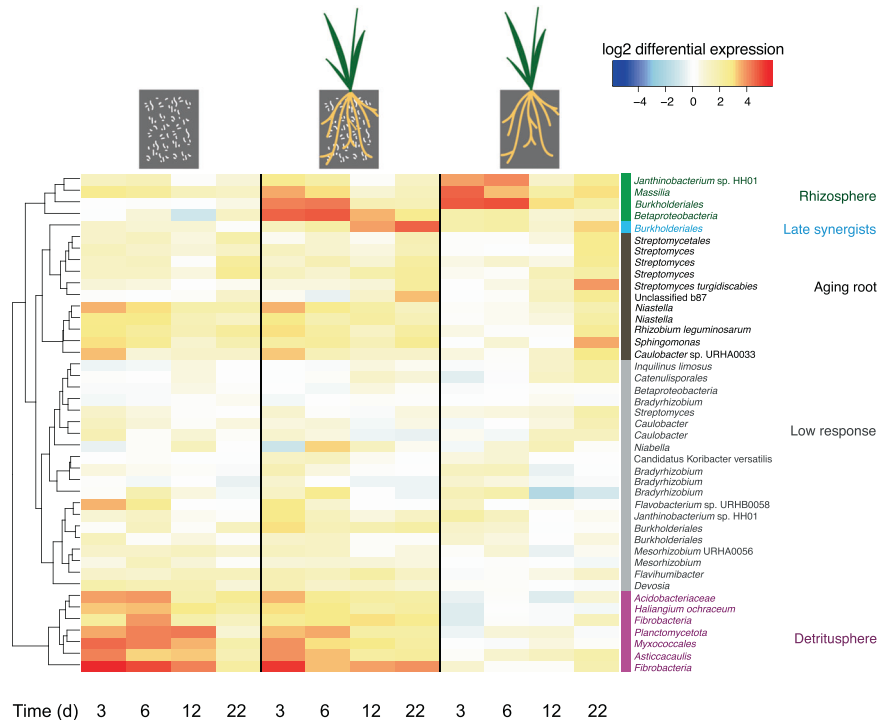 log2 differential expression
−4 −2 0 2 4
Janthinobacterium sp. HH01
Massilia
Rhizosphere
Burkholderiales
Betaproteobacteria
Burkholderiales
Late synergists
Streptomycetales
Streptomyces
Streptomyces
Streptomyces
Streptomyces turgidiscabies
Aging root
Unclassified b87
Niastella
Niastella
Rhizobium leguminosarum
Sphingomonas
Caulobacter sp. URHA0033
Inquilinus limosus
Catenulisporales
Betaproteobacteria
Bradyrhizobium
Streptomyces
Caulobacter
Low response
Caulobacter
Niabella
Candidatus Koribacter versatilis
Bradyrhizobium
Bradyrhizobium
Bradyrhizobium
Flavobacterium sp. URHB0058
Janthinobacterium sp. HH01
Burkholderiales
Burkholderiales
Mesorhizobium URHA0056
Mesorhizobium
Flavihumibacter
Devosia
Acidobacteriaceae
Haliangium ochraceum
Fibrobacteria
Planctomycetota
Detritusphere
Myxococcales
Asticcacaulis
Fibrobacteria
Time (d) 3 6 12 22 3 6 12 22 3 6 12 22